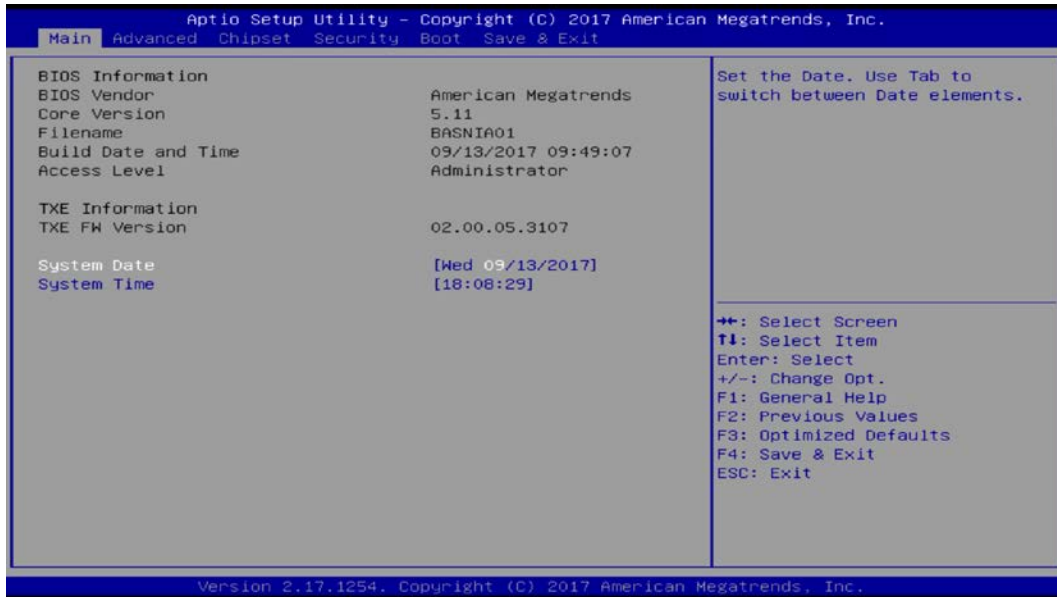 Aptio Setup Utility – Copyright (C) 2017 American Megatrends, Inc.
Main Advanced Chipset Security Boot Save & Exit
BIOS Information
BIOS Vendor American Megatrends
Core Version 5.11
Filename BASNIA01
Build Date and Time 09/13/2017 09:49:07
Access Level Administrator
TXE Information
TXE FW Version 02.00.05.3107
System Date [Wed 09/13/2017]
System Time [18:08:29]
Set the Date. Use Tab to
switch between Date elements.
→←: Select Screen
↑↓: Select Item
Enter: Select
+/-: Change Opt.
F1: General Help
F2: Previous Values
F3: Optimized Defaults
F4: Save & Exit
ESC: Exit
Version 2.17.1254. Copyright (C) 2017 American Megatrends, Inc.